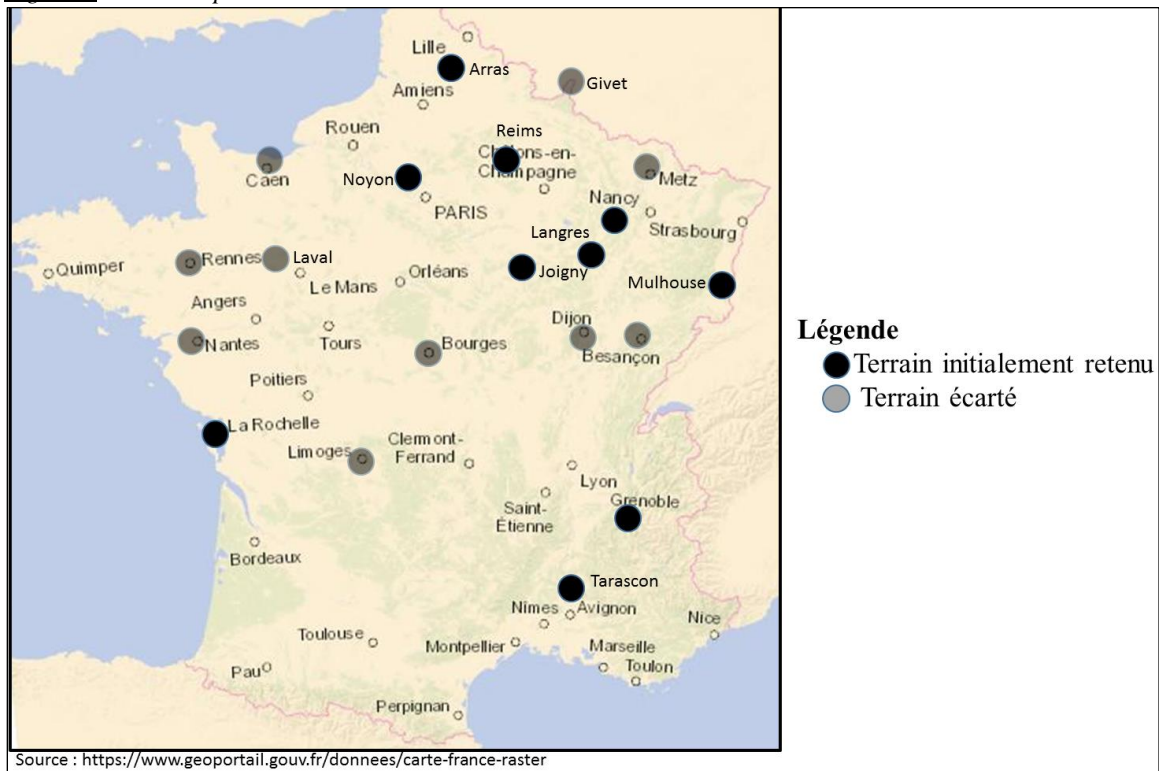 Lille
Arras
Givet
Amiens
Reims
Rouen
Châlons-en-
Champagne
Caen
Noyon
Metz
PARIS
Nancy
Strasbourg
Langres
Rennes
Laval
Quimper
Le Mans
Orléans
Joigny
Mulhouse
Angers
Dijon
Nantes
Tours
Bourges
Besançon
Poitiers
La Rochelle
Limoges
Clermont-
Ferrand
Lyon
Grenoble
Saint-
Étienne
Bordeaux
Tarascon
Nîmes
Avignon
Nice
Toulouse
Montpellier
Marseille
Toulon
Pau
Perpignan
Légende
Terrain initialement retenu
Terrain écarté
Source : https://www.geoportail.gouv.fr/donnees/carte-france-raster